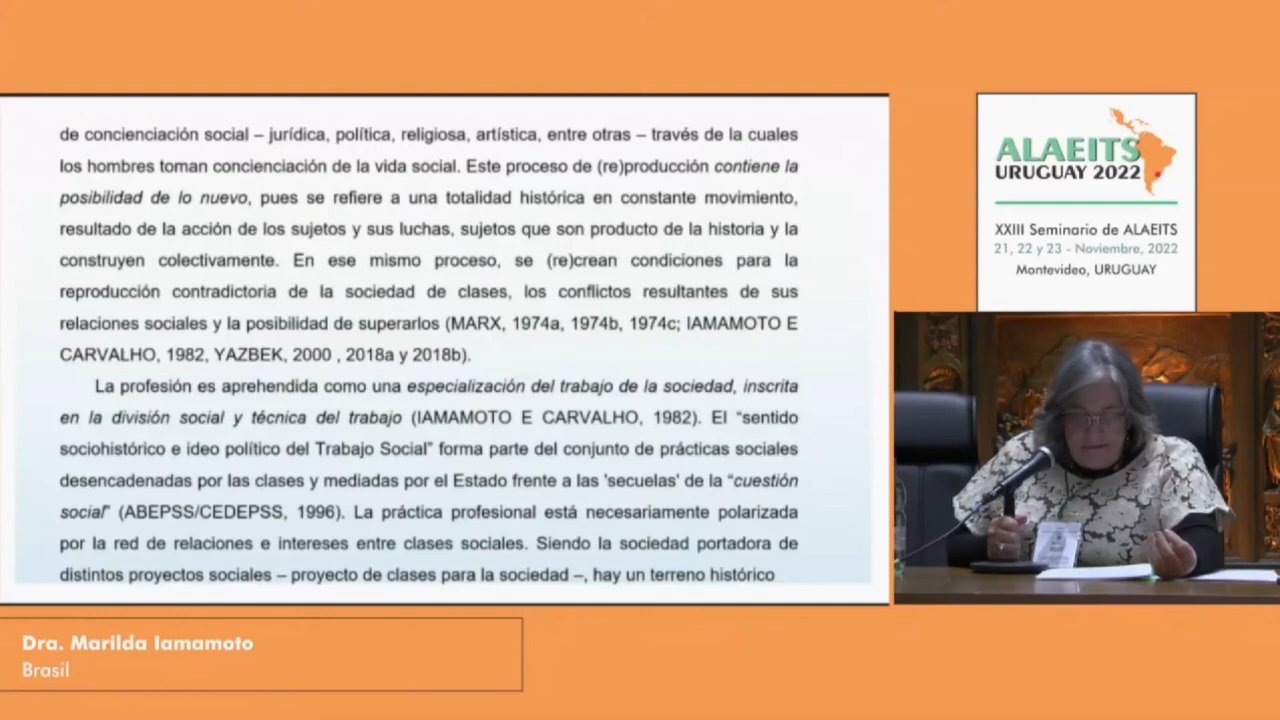 de concienciación social – jurídica, política, religiosa, artística, entre otras – través de la cuales
los hombres toman concienciación de la vida social. Este proceso de (re)producción contiene la
posibilidad de lo nuevo, pues se refiere a una totalidad histórica en constante movimiento,
resultado de la acción de los sujetos y sus luchas, sujetos que son producto de la historia y la
construyen colectivamente. En ese mismo proceso, se (re)crean condiciones para la
reproducción contradictoria de la sociedad de clases, los conflictos resultantes de sus
relaciones sociales y la posibilidad de superarlos (MARX, 1974a, 1974b, 1974c; IAMAMOTO E
CARVALHO, 1982, YAZBEK, 2000 , 2018a y 2018b).
La profesión es aprehendida como una especialización del trabajo de la sociedad, inscrita
en la división social y técnica del trabajo (IAMAMOTO E CARVALHO, 1982). El “sentido
sociohistórico e ideo político del Trabajo Social” forma parte del conjunto de prácticas sociales
desencadenadas por las clases y mediadas por el Estado frente a las 'secuelas' de la “cuestión
social” (ABEPSS/CEDEPSS, 1996). La práctica profesional está necesariamente polarizada
por la red de relaciones e intereses entre clases sociales. Siendo la sociedad portadora de
distintos proyectos sociales – proyecto de clases para la sociedad –, hay un terreno histórico
ALAEITS
URUGUAY 2022
XXIII Seminario de ALAEITS
21, 22 y 23 - Noviembre, 2022
Montevideo, URUGUAY
Dra. Marilda Iamamoto
Brasil